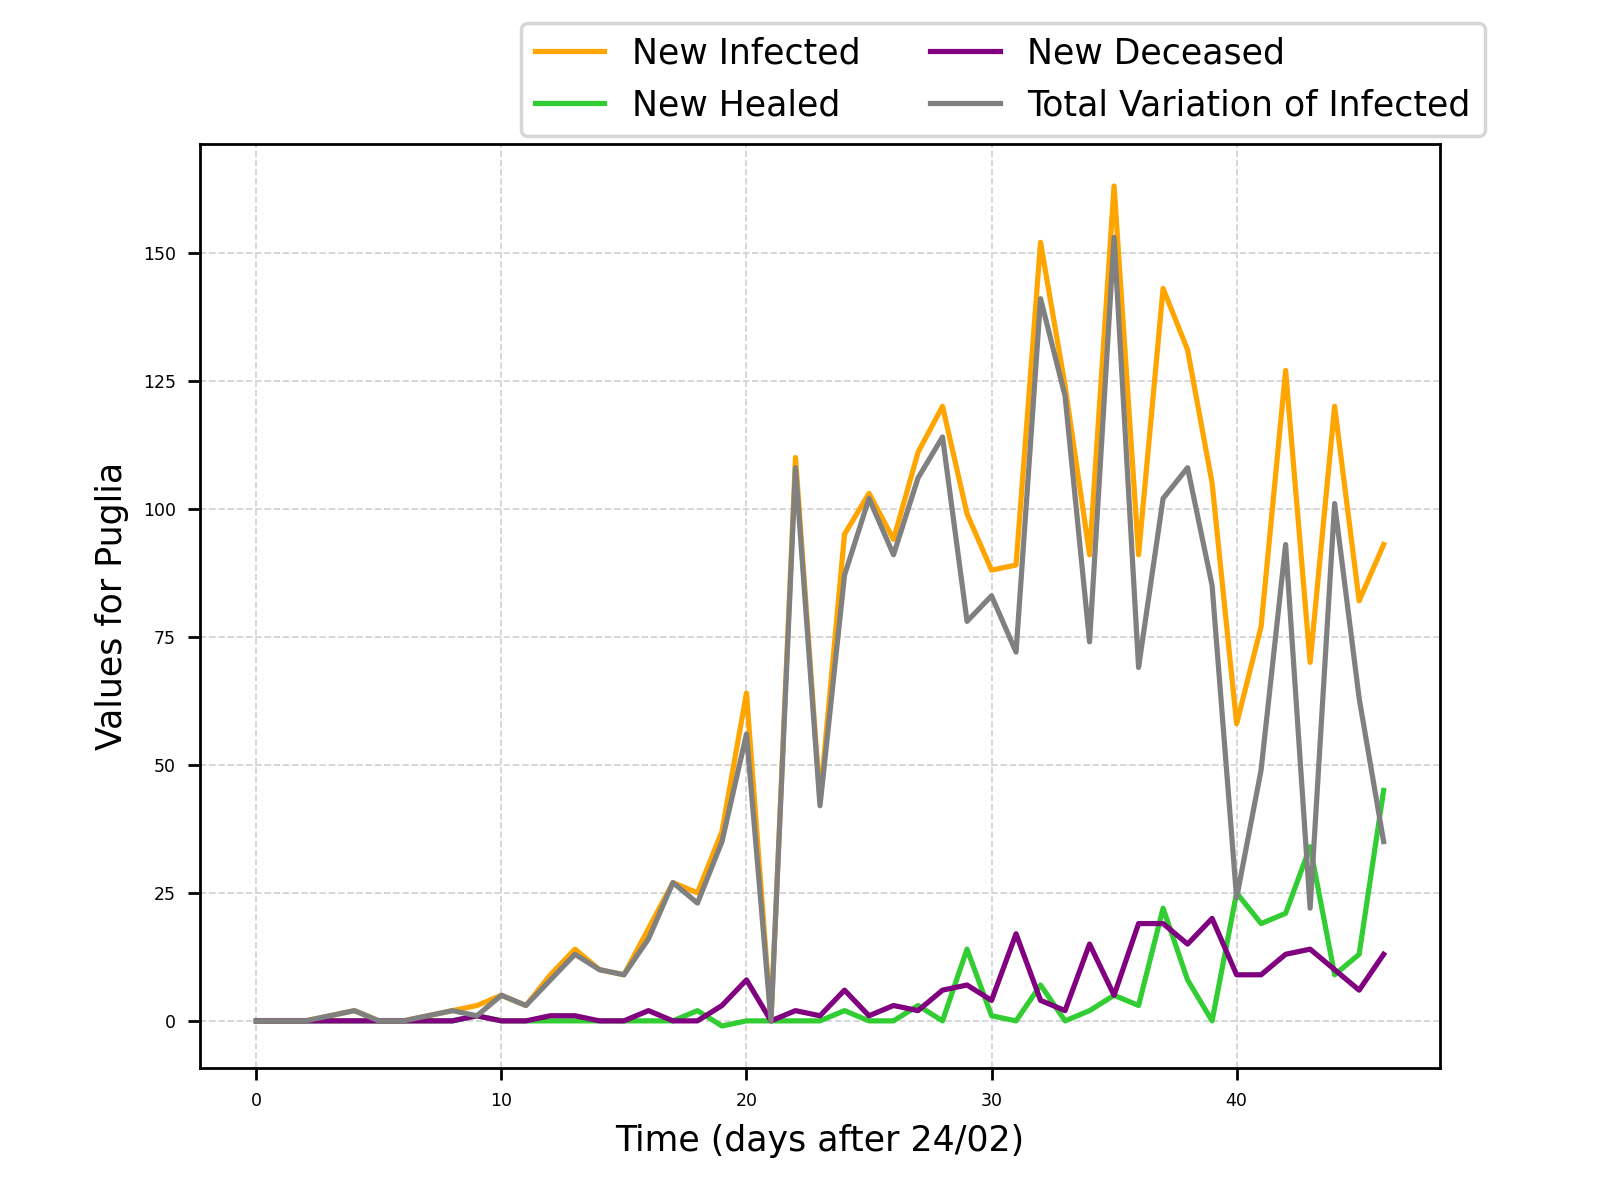 New Infected
New Healed
New Deceased
Total Variation of Infected
150
125
100
75
50
25
0
Values for Puglia
0 10 20 30 40
Time (days after 24/02)